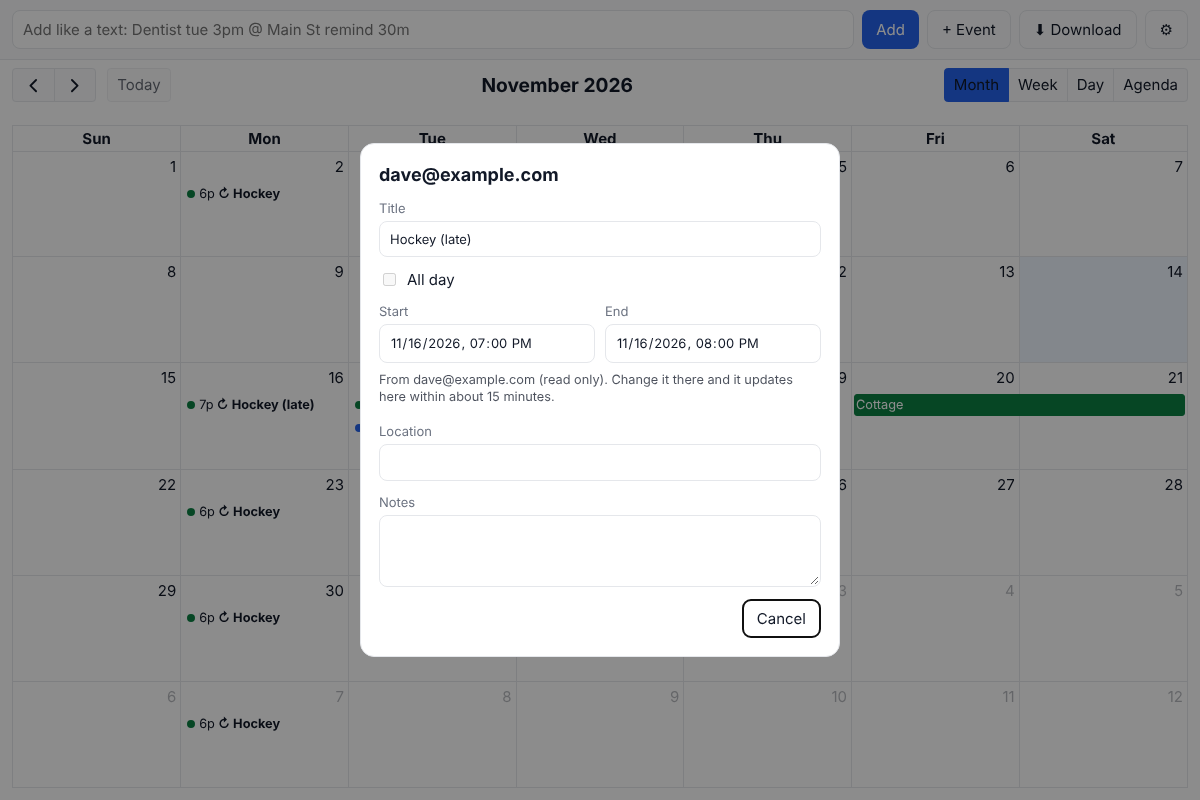 Add like a text: Dentist tue 3pm @ Main St remind 30m
Add
+ Event
⬇ Download
⚙
Today
November 2026
Month
Week
Day
Agenda
Sun
Mon
Tue
Wed
Thu
Fri
Sat
1
2
5
6
7
6p ↻ Hockey
8
9
2
13
14
15
16
9
20
21
7p ↻ Hockey (late)
Cottage
22
23
6
27
28
6p ↻ Hockey
29
30
3
4
5
6p ↻ Hockey
6
7
8
9
10
11
12
6p ↻ Hockey
dave@example.com
Title
Hockey (late)
All day
Start
End
11/16/2026, 07:00 PM
11/16/2026, 08:00 PM
From dave@example.com (read only). Change it there and it updates
here within about 15 minutes.
Location
Notes
Cancel